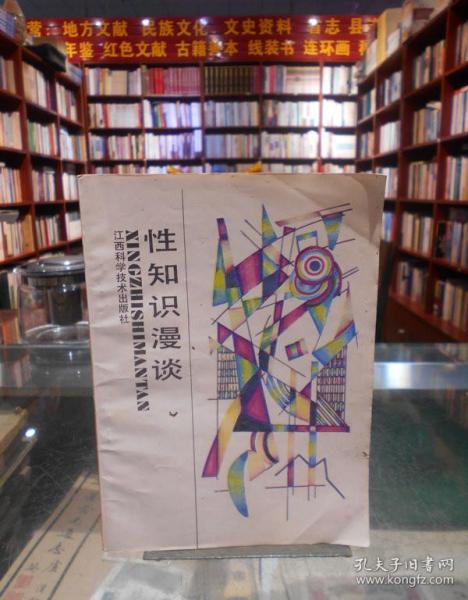 营：地方文献 民族文化 文史资料 省志 县
年鉴 红色文献 古籍善本 线装书 连环画
性知识漫谈
XINGZHISHIMANTAN
江西科学技术出版社
孔夫子旧书网
www.kongfz.com